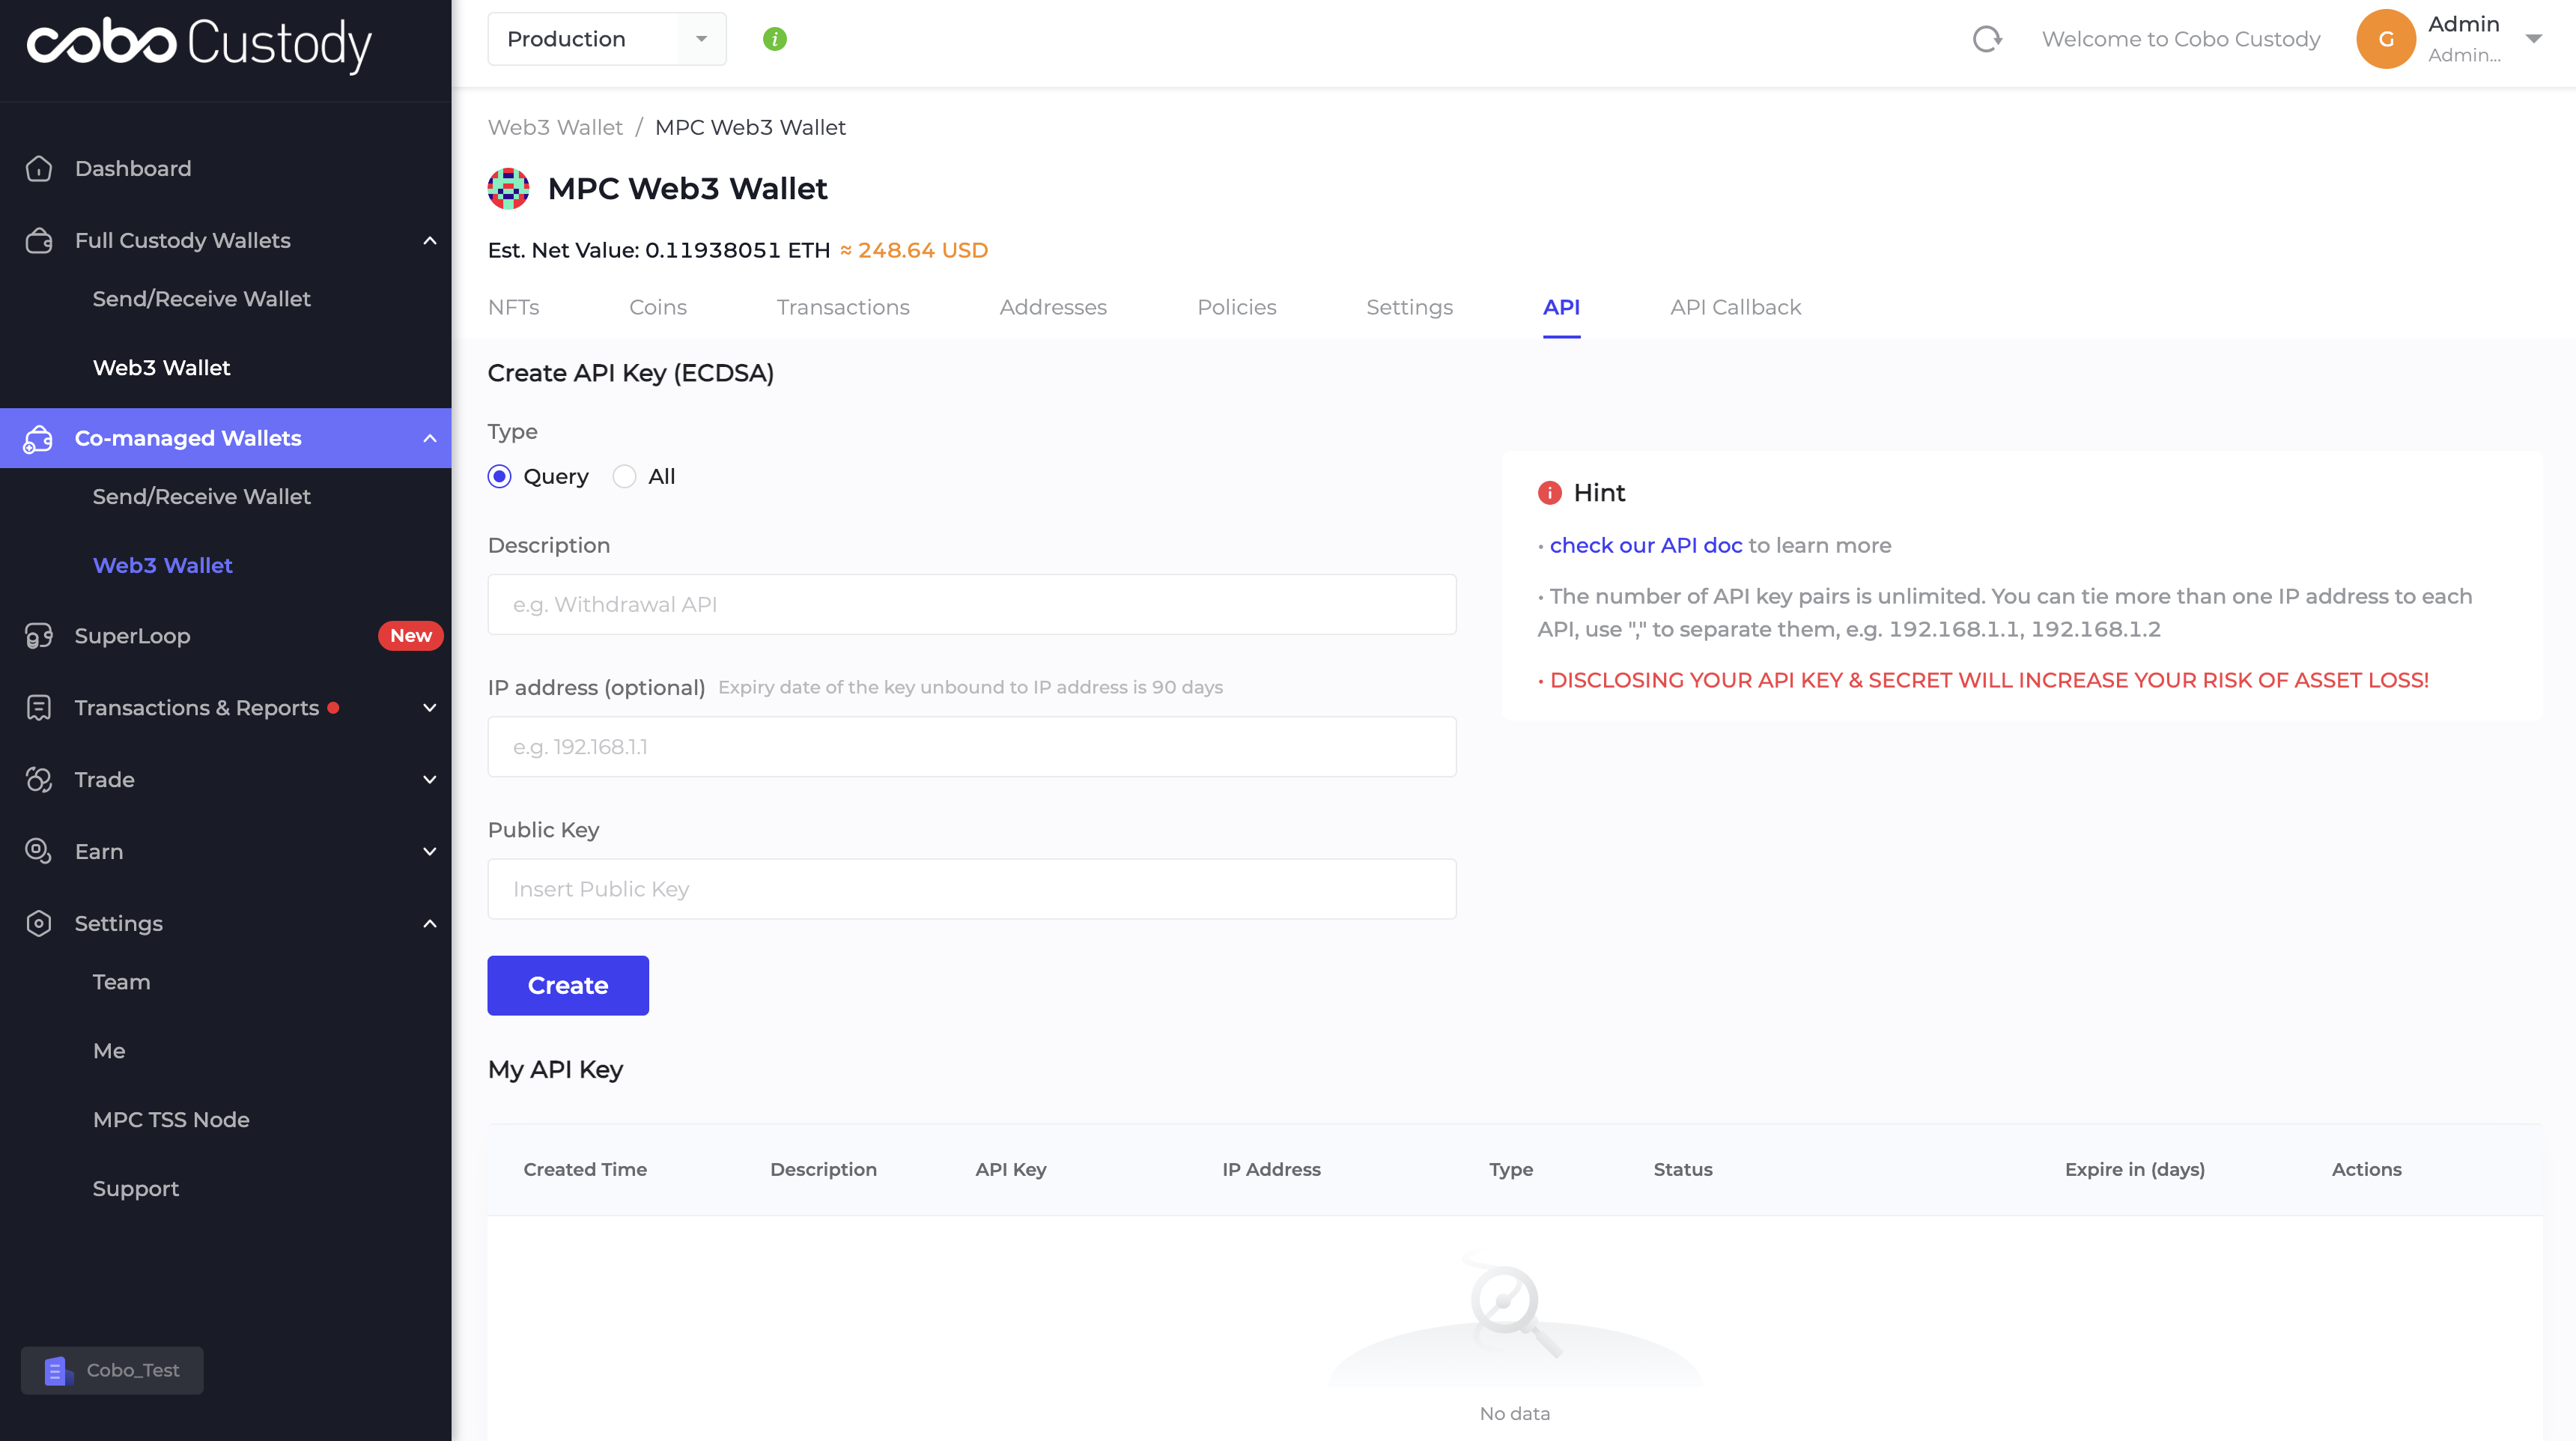 cobo Custody
Production
Welcome to Cobo Custody
G
Admin
Admin...
Dashboard
Full Custody Wallets
Send/Receive Wallet
Web3 Wallet
Co-managed Wallets
Send/Receive Wallet
Web3 Wallet
SuperLoop New
Transactions & Reports
Trade
Earn
Settings
Team
Me
MPC TSS Node
Support
Cobo_Test
Web3 Wallet / MPC Web3 Wallet
MPC Web3 Wallet
Est. Net Value: 0.11938051 ETH ≈ 248.64 USD
NFTs Coins Transactions Addresses Policies Settings API API Callback
Create API Key (ECDSA)
Type
Query All
Description
e.g. Withdrawal API
IP address (optional) Expiry date of the key unbound to IP address is 90 days
e.g. 192.168.1.1
Public Key
Insert Public Key
Create
Hint
• check our API doc to learn more
• The number of API key pairs is unlimited. You can tie more than one IP address to each
API, use "," to separate them, e.g. 192.168.1.1, 192.168.1.2
• DISCLOSING YOUR API KEY & SECRET WILL INCREASE YOUR RISK OF ASSET LOSS!
My API Key
Created Time Description API Key IP Address Type Status Expire in (days) Actions
No data